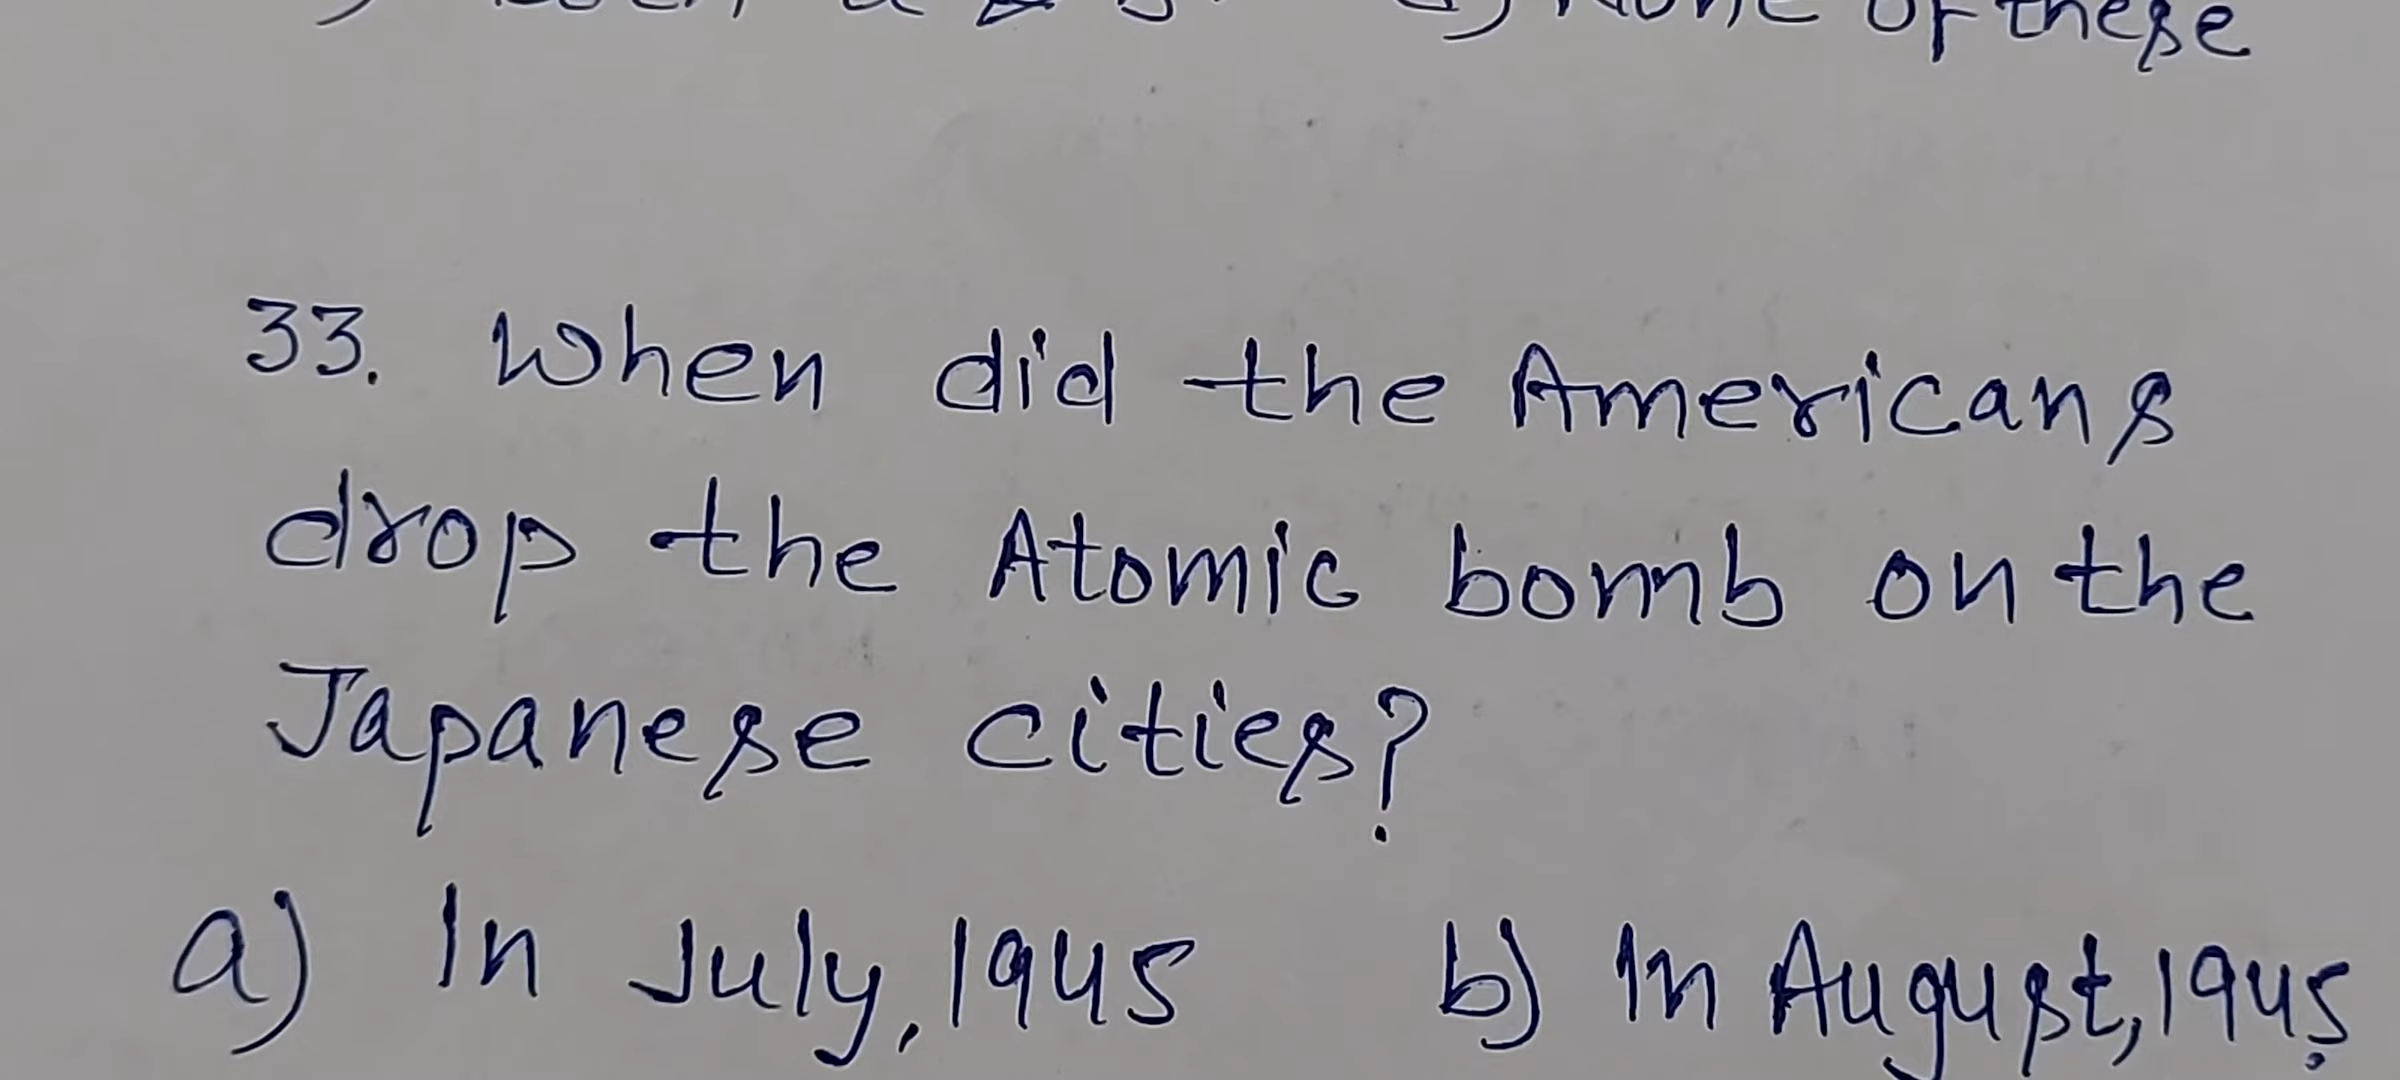 d) None of these
33. When did the Americans
drop the Atomic bomb on the
Japanese cities?
a) In July, 1945 b) In August, 1945